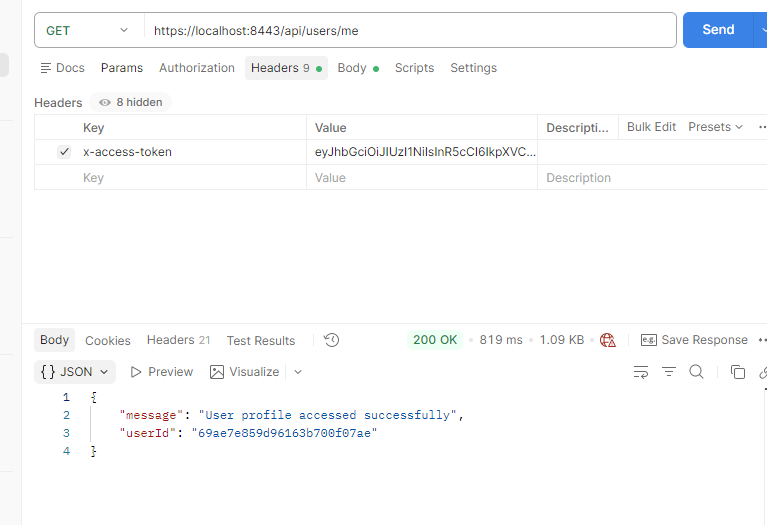 GET https://localhost:8443/api/users/me Send
Docs Params Authorization Headers 9 Body Scripts Settings
Headers 8 hidden
Key Value Descripti... Bulk Edit Presets
x-access-token eyJhbGciOiJIUzI1NiIsInR5cCI6IkpXVC...
Key Value Description
Body Cookies Headers 21 Test Results 200 OK 819 ms 1.09 KB e.g. Save Response
{} JSON Preview Visualize
1 {
2 "message": "User profile accessed successfully",
3 "userId": "69ae7e859d96163b700f07ae"
4 }